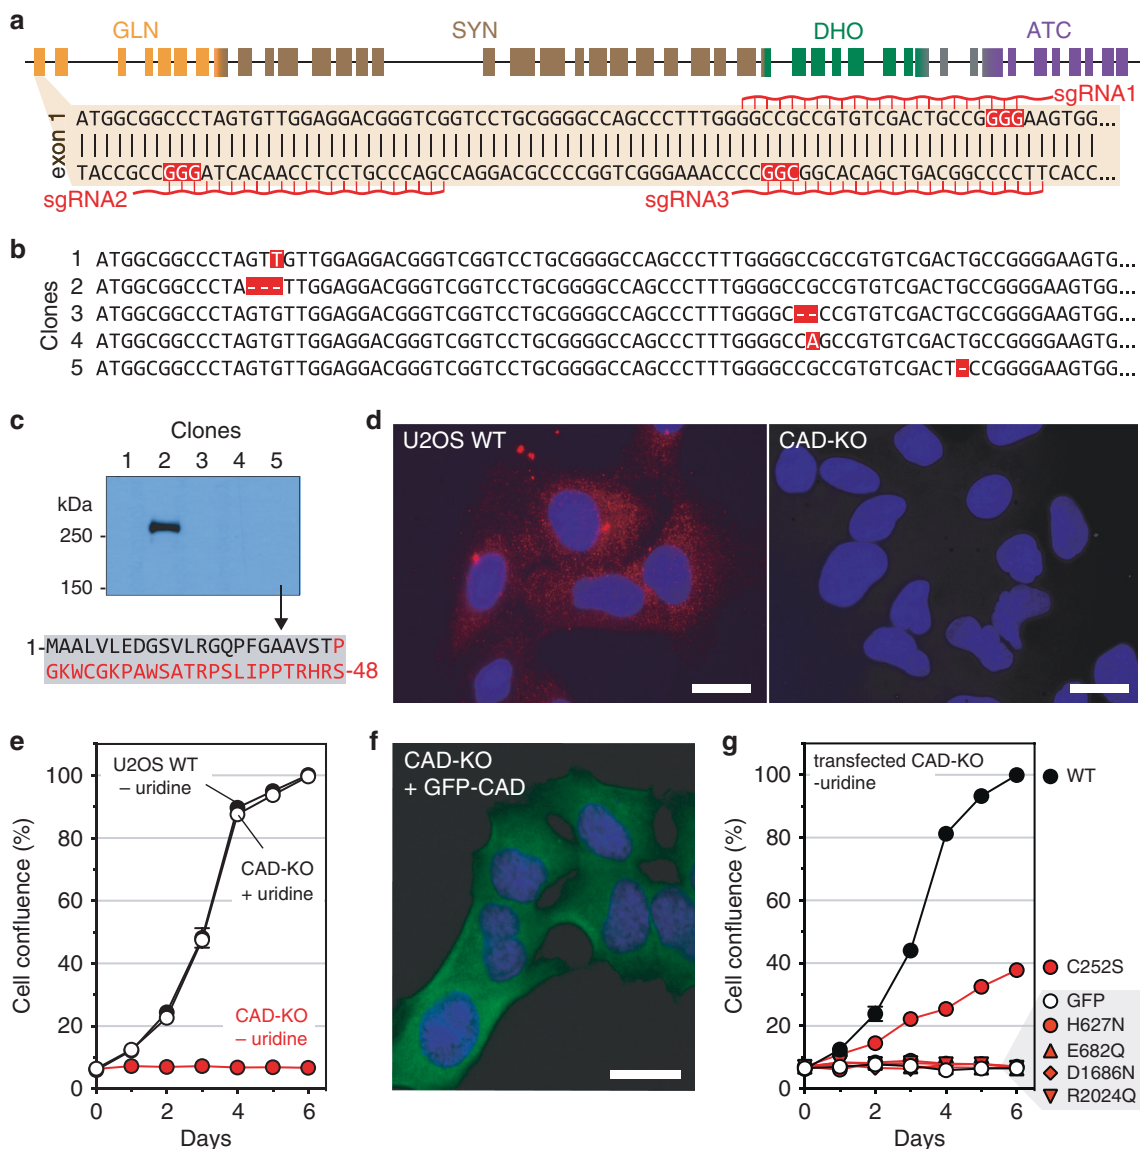 a
GLN SYN DHO ATC
sgRNA1
exon 1
ATGGCGGCCCTAGTGTTGGAGGACGGGTCGGTCCTGCGGGGCCAGCCCTTTGGGGCCGCCGTGTCGACTGCCGGGGAAGTGG...
TACCGCCGGGATCACAACCTCCTGCCCAGCCAGGACGCCCCGGTCGGGAAACCCCGGCGGCACAGCTGACGGCCCCTTCACC...
sgRNA2 sgRNA3
b
Clones
1 ATGGCGGCCCTAGTTGTTGGAGGACGGGTCGGTCCTGCGGGGCCAGCCCTTTGGGGCCGCCGTGTCGACTGCCGGGGAAGTG...
2 ATGGCGGCCCTA---TTGGAGGACGGGTCGGTCCTGCGGGGCCAGCCCTTTGGGGCCGCCGTGTCGACTGCCGGGGAAGTGG...
3 ATGGCGGCCCTAGTGTTGGAGGACGGGTCGGTCCTGCGGGGCCAGCCCTTTGGGGC--CCGTGTCGACTGCCGGGGAAGTGG...
4 ATGGCGGCCCTAGTGTTGGAGGACGGGTCGGTCCTGCGGGGCCAGCCCTTTGGGGCCAGCCGTGTCGACTGCCGGGGAAGTG...
5 ATGGCGGCCCTAGTGTTGGAGGACGGGTCGGTCCTGCGGGGCCAGCCCTTTGGGGCCGCCGTGTCGACT-CCGGGGAAGTGG...
c
Clones
1 2 3 4 5
kDa
250
150
1-MAALVLEDGSVLRGQPFGAAVSTP
GKWCGKPAWSATRPSLIPPTRHRS-48
d
U2OS WT
CAD-KO
e
Cell confluence (%)
100
80
60
40
20
0
U2OS WT
– uridine
CAD-KO
+ uridine
CAD-KO
– uridine
0 2 4 6
Days
f
CAD-KO
+ GFP-CAD
g
Cell confluence (%)
100
80
60
40
20
0
transfected CAD-KO
-uridine
0 2 4 6
Days
WT
C252S
GFP
H627N
E682Q
D1686N
R2024Q